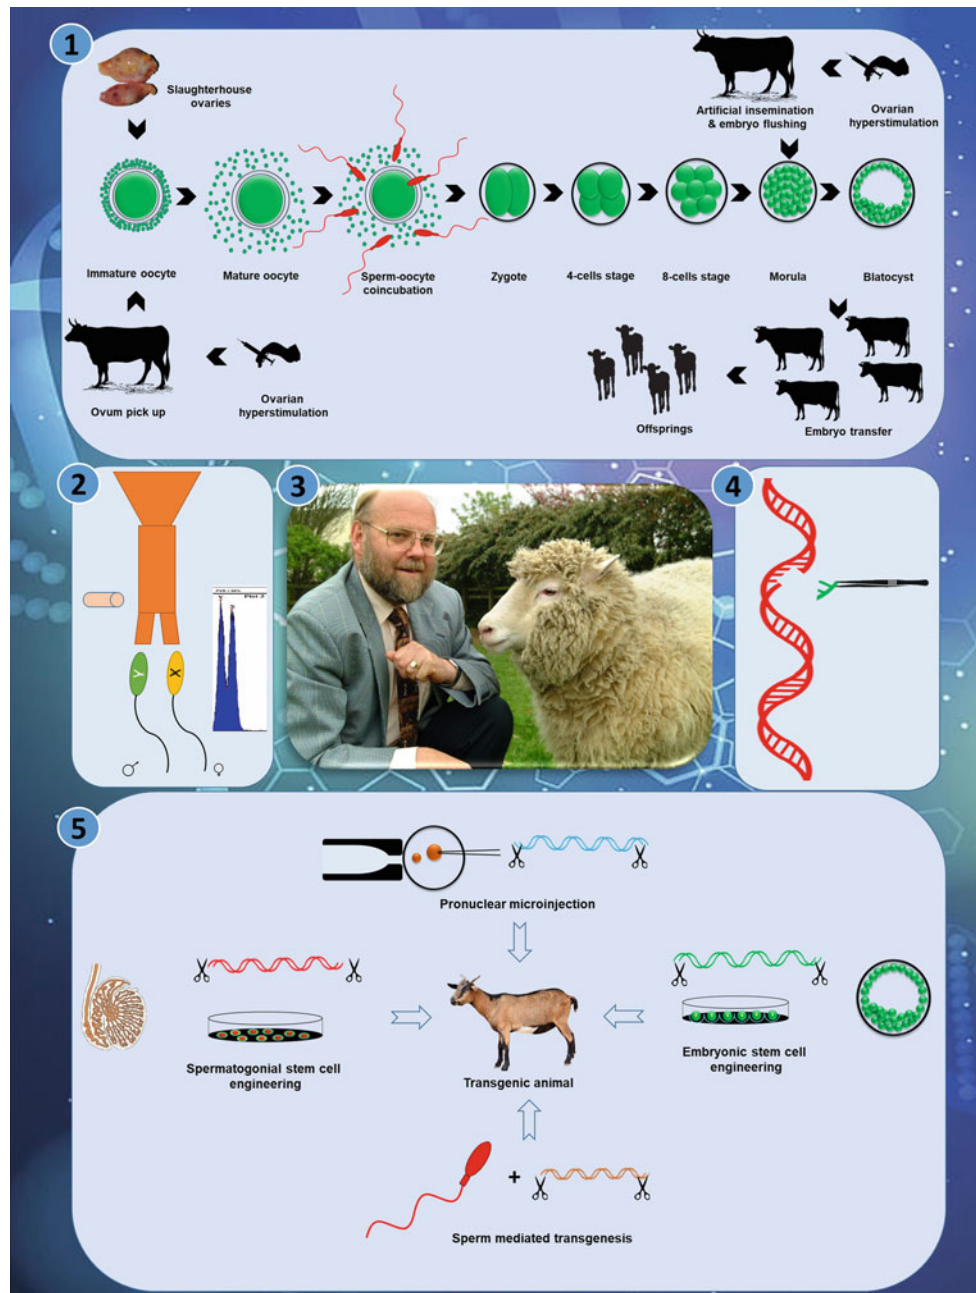 1
Slaughterhouse
ovaries
Artificial insemination
& embryo flushing
Ovarian
hyperstimulation
Immature oocyte
Mature oocyte
Sperm-oocyte
coincubation
Zygote
4-cells stage
8-cells stage
Morula
Blatocyst
Ovum pick up
Ovarian
hyperstimulation
Offsprings
Embryo transfer
2
Y
X
♂
♀
3
4
5
Pronuclear microinjection
Spermatogonial stem cell
engineering
Transgenic animal
Embryonic stem cell
engineering
+
Sperm mediated transgenesis